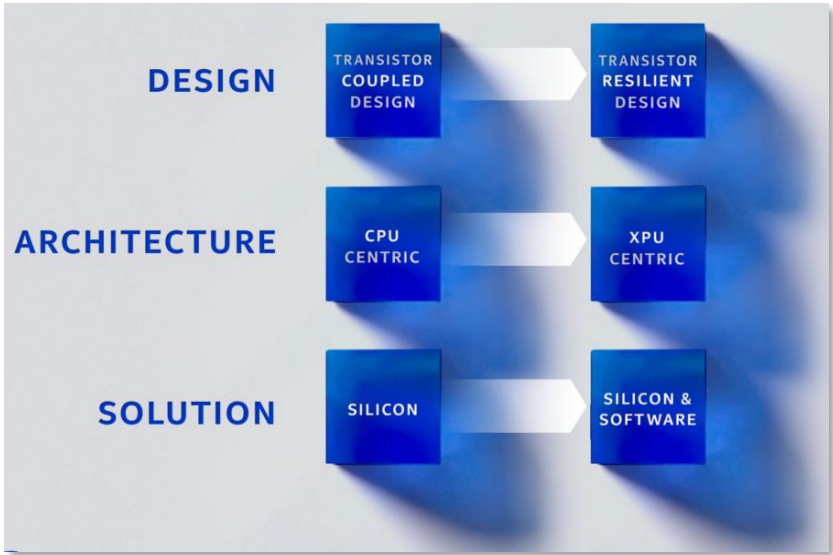 DESIGN
TRANSISTOR
COUPLED
DESIGN
TRANSISTOR
RESILIENT
DESIGN
ARCHITECTURE
CPU
CENTRIC
XPU
CENTRIC
SOLUTION
SILICON
SILICON &
SOFTWARE